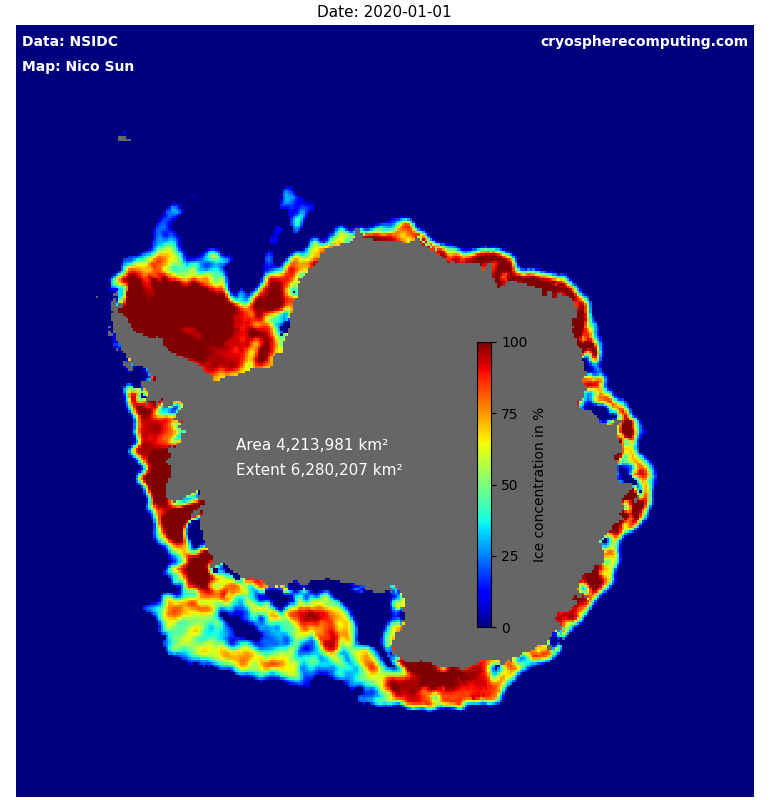 Date: 2020-01-01
Data: NSIDC
cryospherecomputing.com
Map: Nico Sun
100
75
50
25
0
Ice concentration in %
Area 4,213,981 km²
Extent 6,280,207 km²